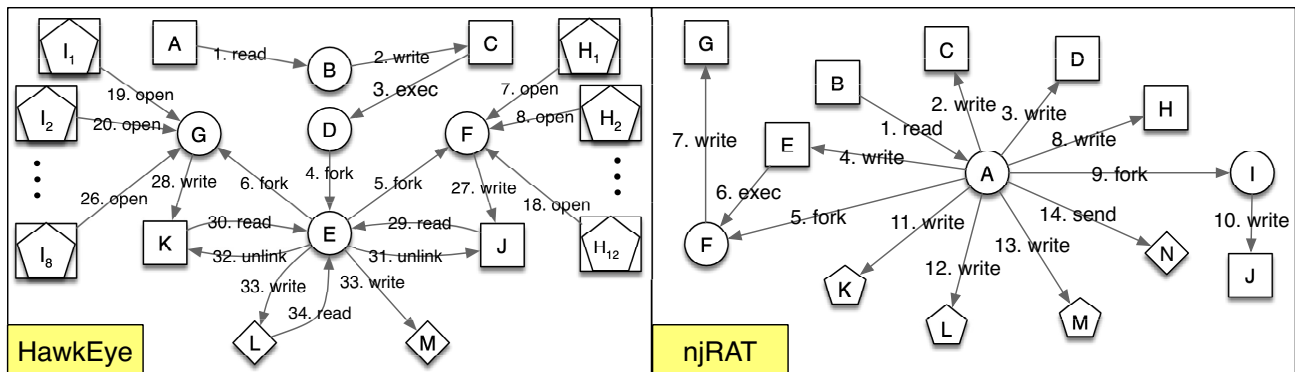 I1
A
C
H1
1. read
B
2. write
3. exec
19. open
7. open
I2
20. open
D
F
8. open
H2
G
28. write
6. fork
4. fork
5. fork
27. write
26. open
18. open
I8
K
30. read
E
29. read
J
H12
32. unlink
31. unlink
33. write
33. write
34. read
L
M
HawkEye
G
C
D
B
H
2. write
3. write
1. read
8. write
7. write
E
4. write
A
9. fork
I
6. exec
5. fork
11. write
14. send
10. write
F
12. write
13. write
N
J
K
L
M
njRAT